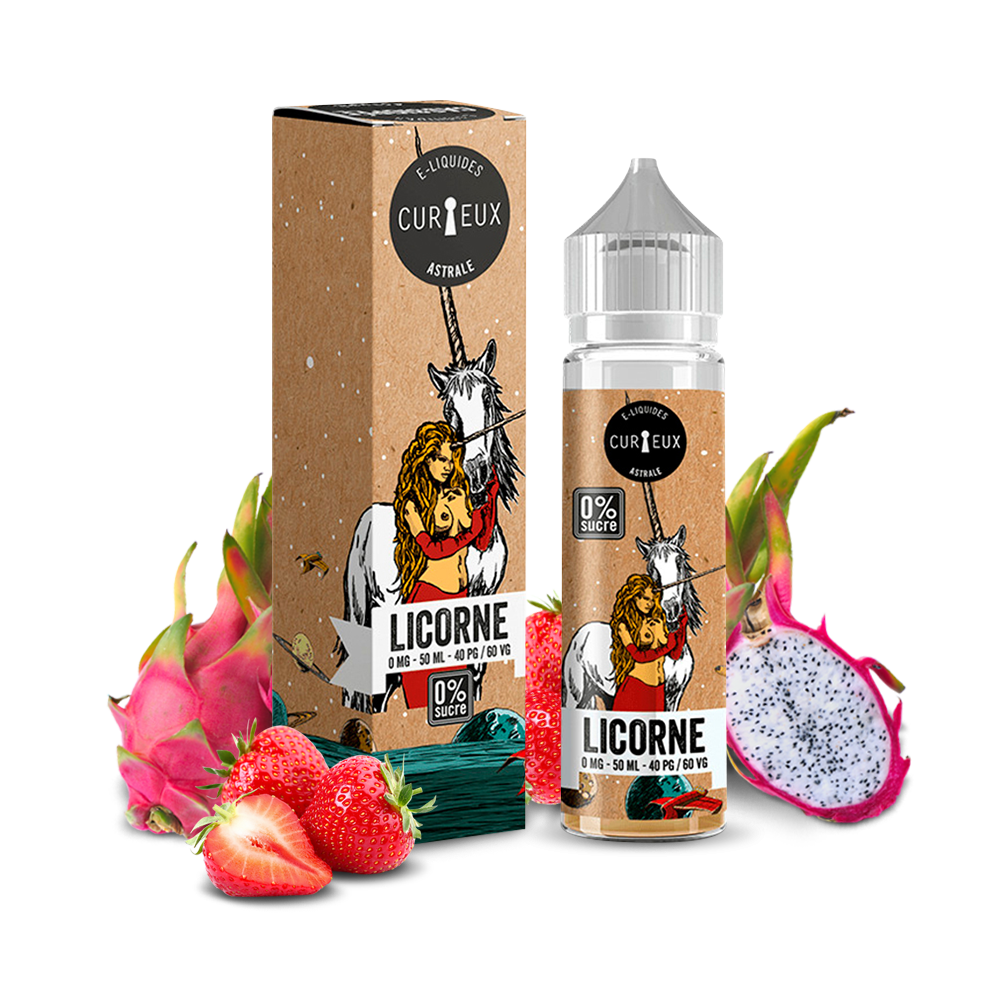 E-LIQUIDES
CURIEUX
ASTRALE
LICORNE
0 MG - 50 ML - 40 PG / 60 VG
0%
sucre
E-LIQUIDES
CURIEUX
ASTRALE
0%
sucre
LICORNE
0 MG - 50 ML - 40 PG / 60 VG